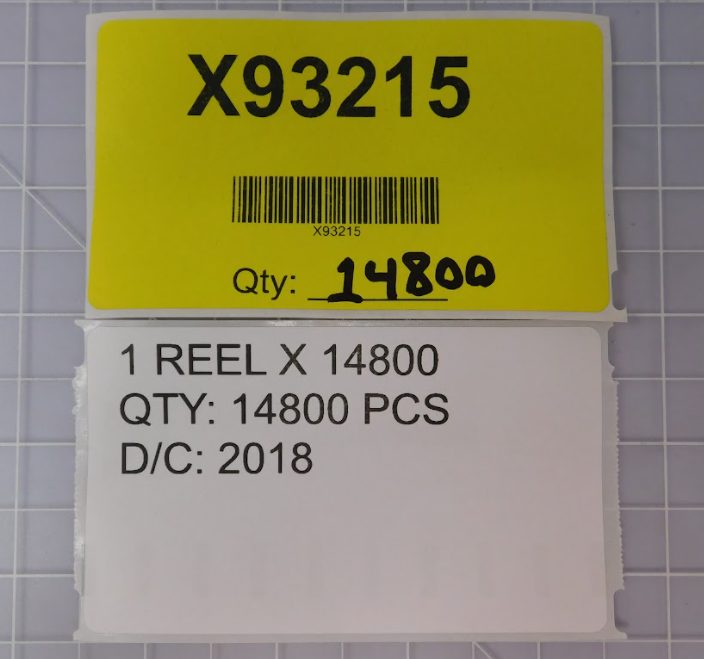 X93215
X93215
Qty: 14800
1 REEL X 14800
QTY: 14800 PCS
D/C: 2018